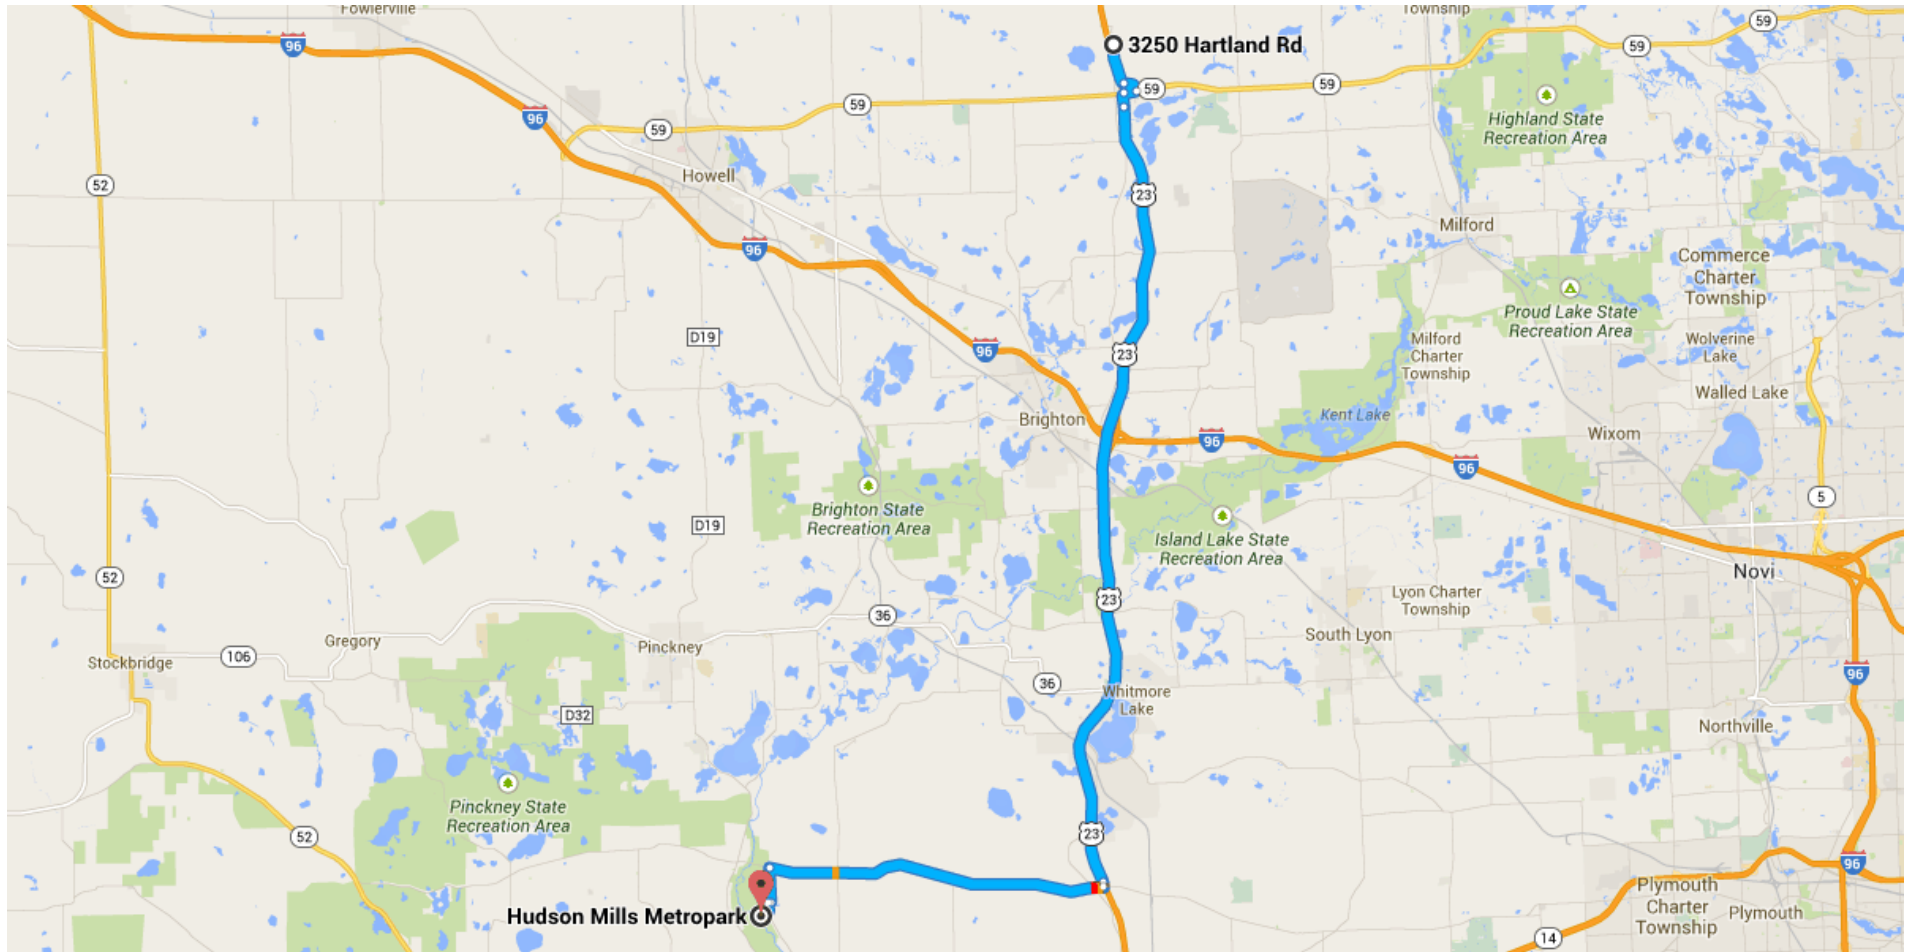 Fowlerville
Township
59
96
3250 Hartland Rd
59
59
59
59
96
59
Highland State
Recreation Area
52
Howell
23
Milford
96
Commerce
Charter
Township
Proud Lake State
Recreation Area
D19
96
23
Milford
Charter
Township
Wolverine
Lake
Walled Lake
Brighton
Kent Lake
96
Wixom
96
5
Brighton State
Recreation Area
D19
Island Lake State
Recreation Area
Novi
52
23
Lyon Charter
Township
36
South Lyon
Gregory
Pinckney
106
Stockbridge
36
96
Whitmore
Lake
D32
Northville
Pinckney State
Recreation Area
52
23
96
Plymouth
Charter
Township
Plymouth
Hudson Mills Metropark
14